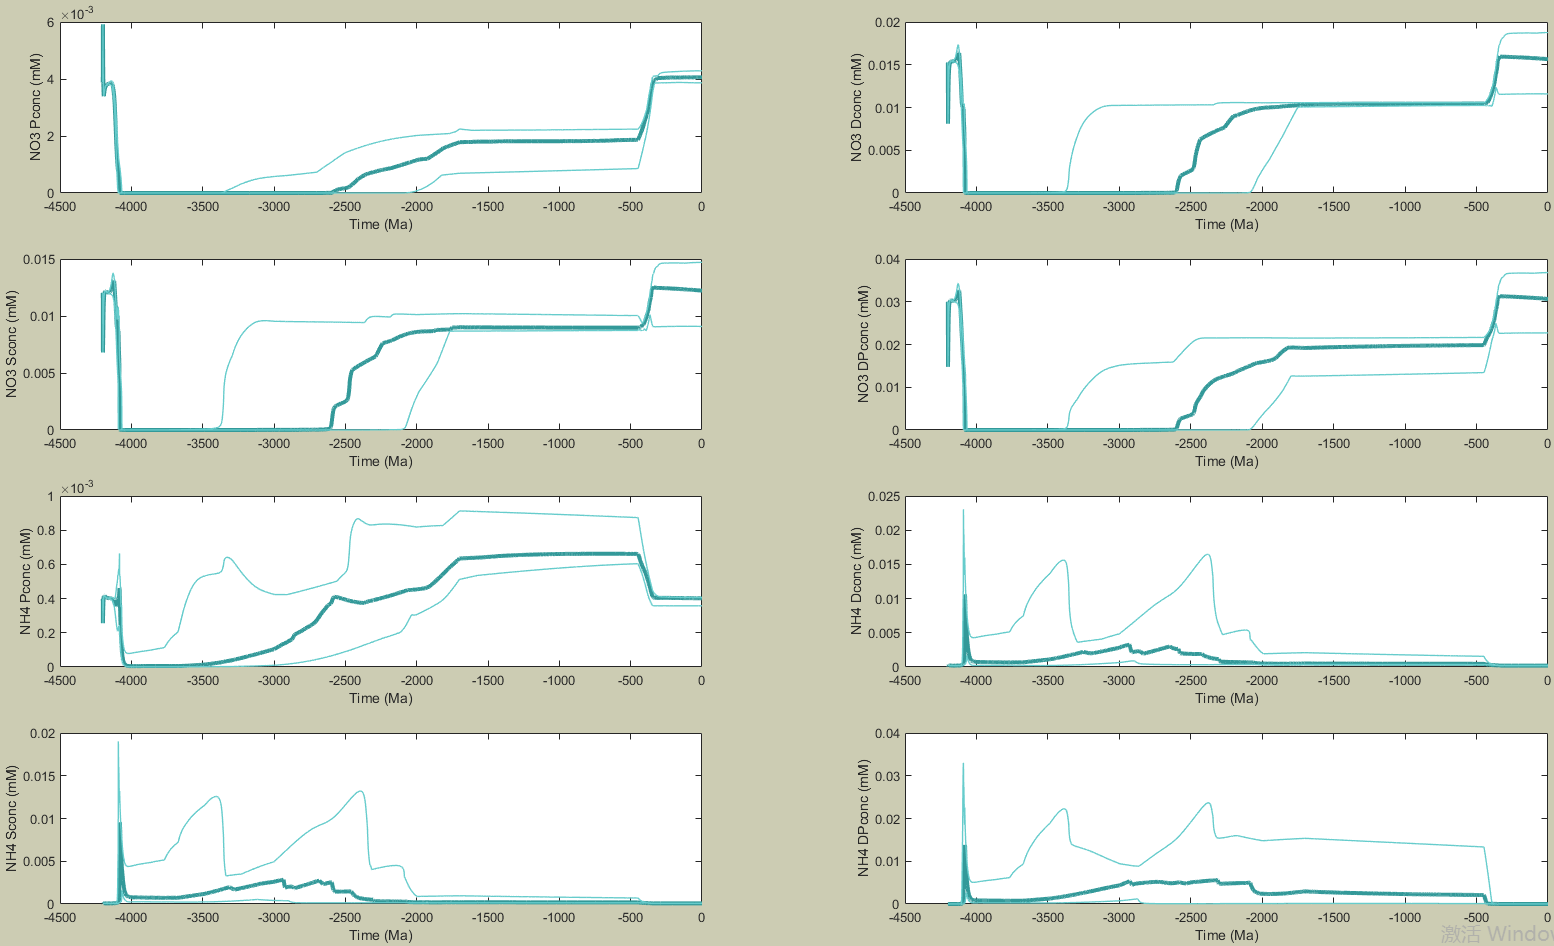 ×10⁻³
6
4
2
0
NO3 Pconc (mM)
-4500 -4000 -3500 -3000 -2500 -2000 -1500 -1000 -500 0
Time (Ma)
0.02
0.015
0.01
0.005
0
NO3 Dconc (mM)
-4500 -4000 -3500 -3000 -2500 -2000 -1500 -1000 -500 0
Time (Ma)
0.015
0.01
0.005
0
NO3 Sconc (mM)
-4500 -4000 -3500 -3000 -2500 -2000 -1500 -1000 -500 0
Time (Ma)
0.04
0.03
0.02
0.01
0
NO3 DPconc (mM)
-4500 -4000 -3500 -3000 -2500 -2000 -1500 -1000 -500 0
Time (Ma)
×10⁻³
1
0.8
0.6
0.4
0.2
0
NH4 Pconc (mM)
-4500 -4000 -3500 -3000 -2500 -2000 -1500 -1000 -500 0
Time (Ma)
0.025
0.02
0.015
0.01
0.005
0
NH4 Dconc (mM)
-4500 -4000 -3500 -3000 -2500 -2000 -1500 -1000 -500 0
Time (Ma)
0.02
0.015
0.01
0.005
0
NH4 Sconc (mM)
-4500 -4000 -3500 -3000 -2500 -2000 -1500 -1000 -500 0
Time (Ma)
0.04
0.03
0.02
0.01
0
NH4 DPconc (mM)
-4500 -4000 -3500 -3000 -2500 -2000 -1500 -1000 -500 0
Time (Ma)
激活 Window